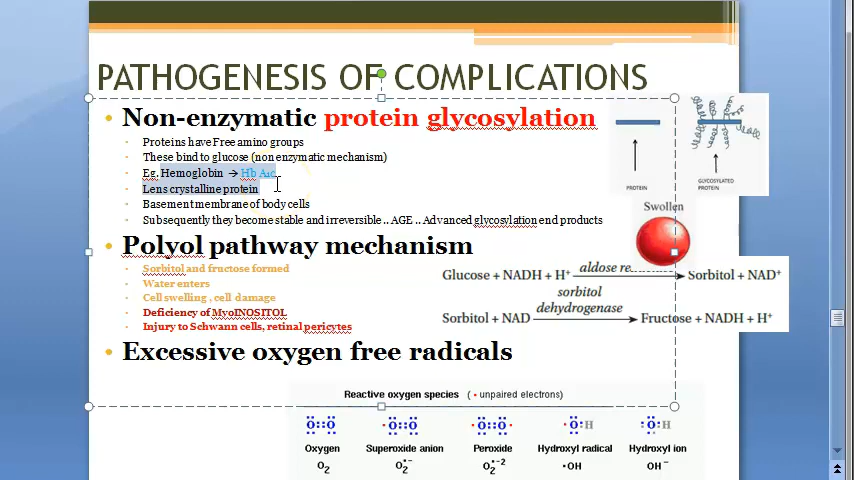 PATHOGENESIS OF COMPLICATIONS
• Non-enzymatic protein glycosylation
• Proteins have Free amino groups
• These bind to glucose (non enzymatic mechanism)
• Eg. Hemoglobin → Hb A1c
• Lens crystalline protein
• Basement membrane of body cells
• Subsequently they become stable and irreversible .. AGE .. Advanced glycosylation end products
PROTEIN
GLYCOSYLATED
PROTEIN
Swollen
• Polyol pathway mechanism
• Sorbitol and fructose formed
• Water enters
• Cell swelling , cell damage
• Deficiency of MyoINOSITOL
• Injury to Schwann cells, retinal pericytes
Glucose + NADH + H⁺ aldose re → Sorbitol + NAD⁺
sorbitol
dehydrogenase
Sorbitol + NAD → Fructose + NADH + H⁺
• Excessive oxygen free radicals
Reactive oxygen species ( • unpaired electrons)
Oxygen Superoxide anion Peroxide Hydroxyl radical Hydroxyl ion
O₂ O₂•⁻ O₂•⁻² •OH OH⁻